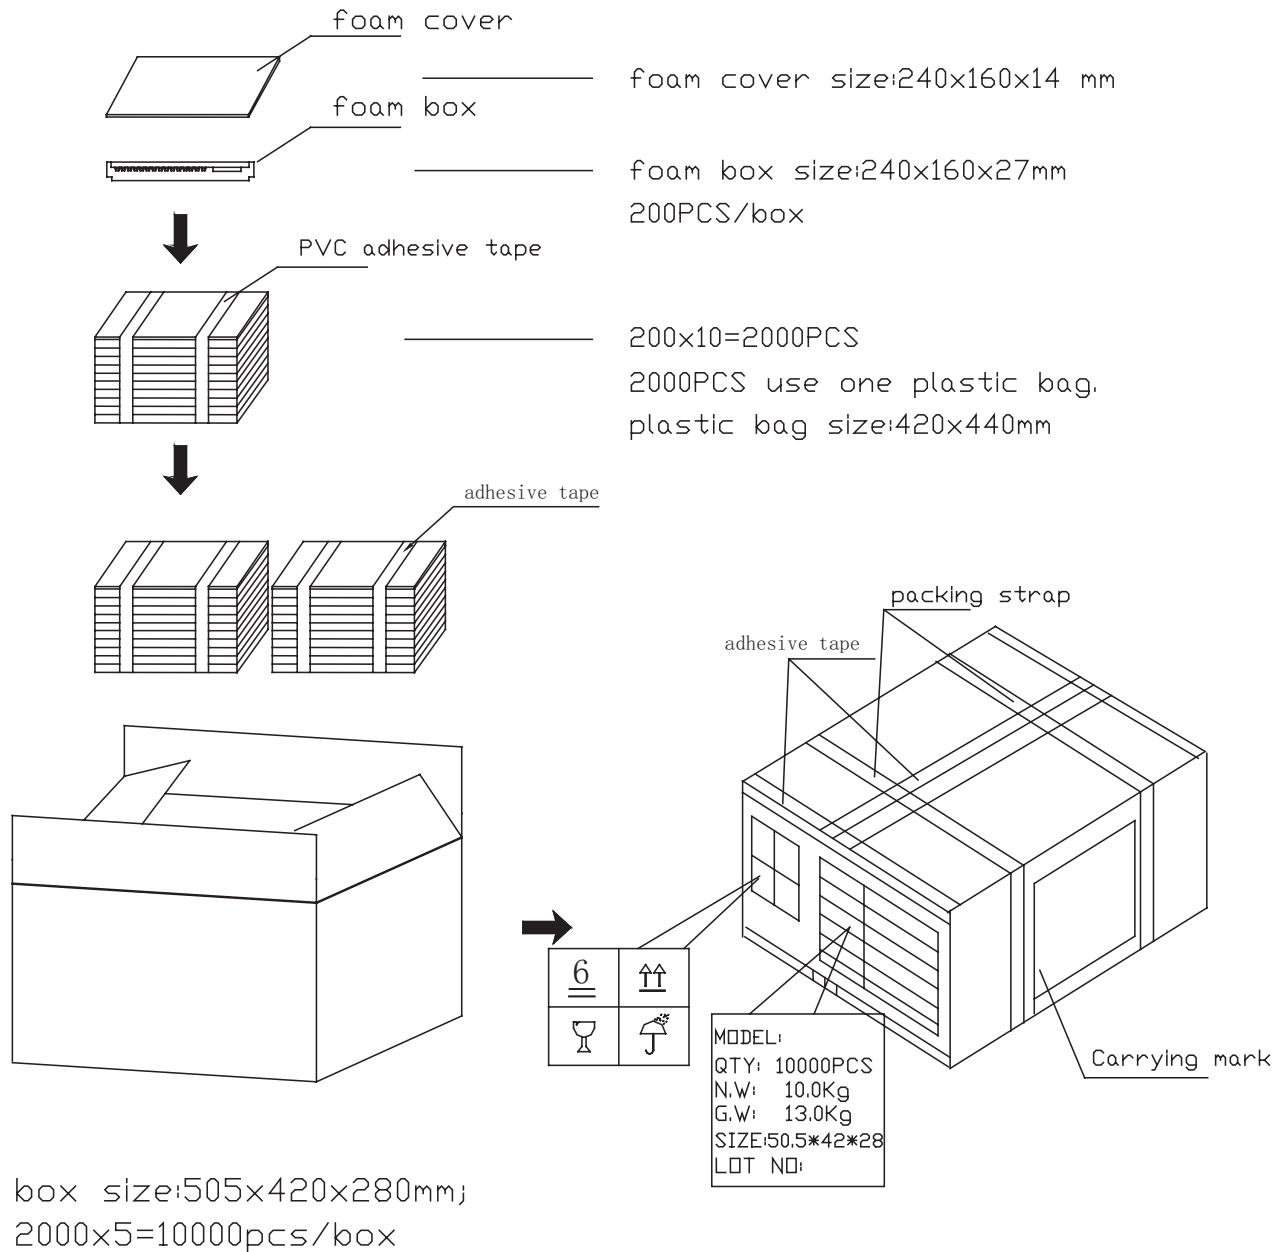 foam cover
foam cover size:240x160x14 mm
foam box
foam box size:240x160x27mm
200PCS/box
PVC adhesive tape
200x10=2000PCS
2000PCS use one plastic bag.
plastic bag size:420x440mm
adhesive tape
packing strap
adhesive tape
6
MODEL:
QTY: 10000PCS
N.W: 10.0Kg
G.W: 13.0Kg
SIZE:50.5*42*28
LOT NO:
Carrying mark
box size:505x420x280mm;
2000x5=10000pcs/box